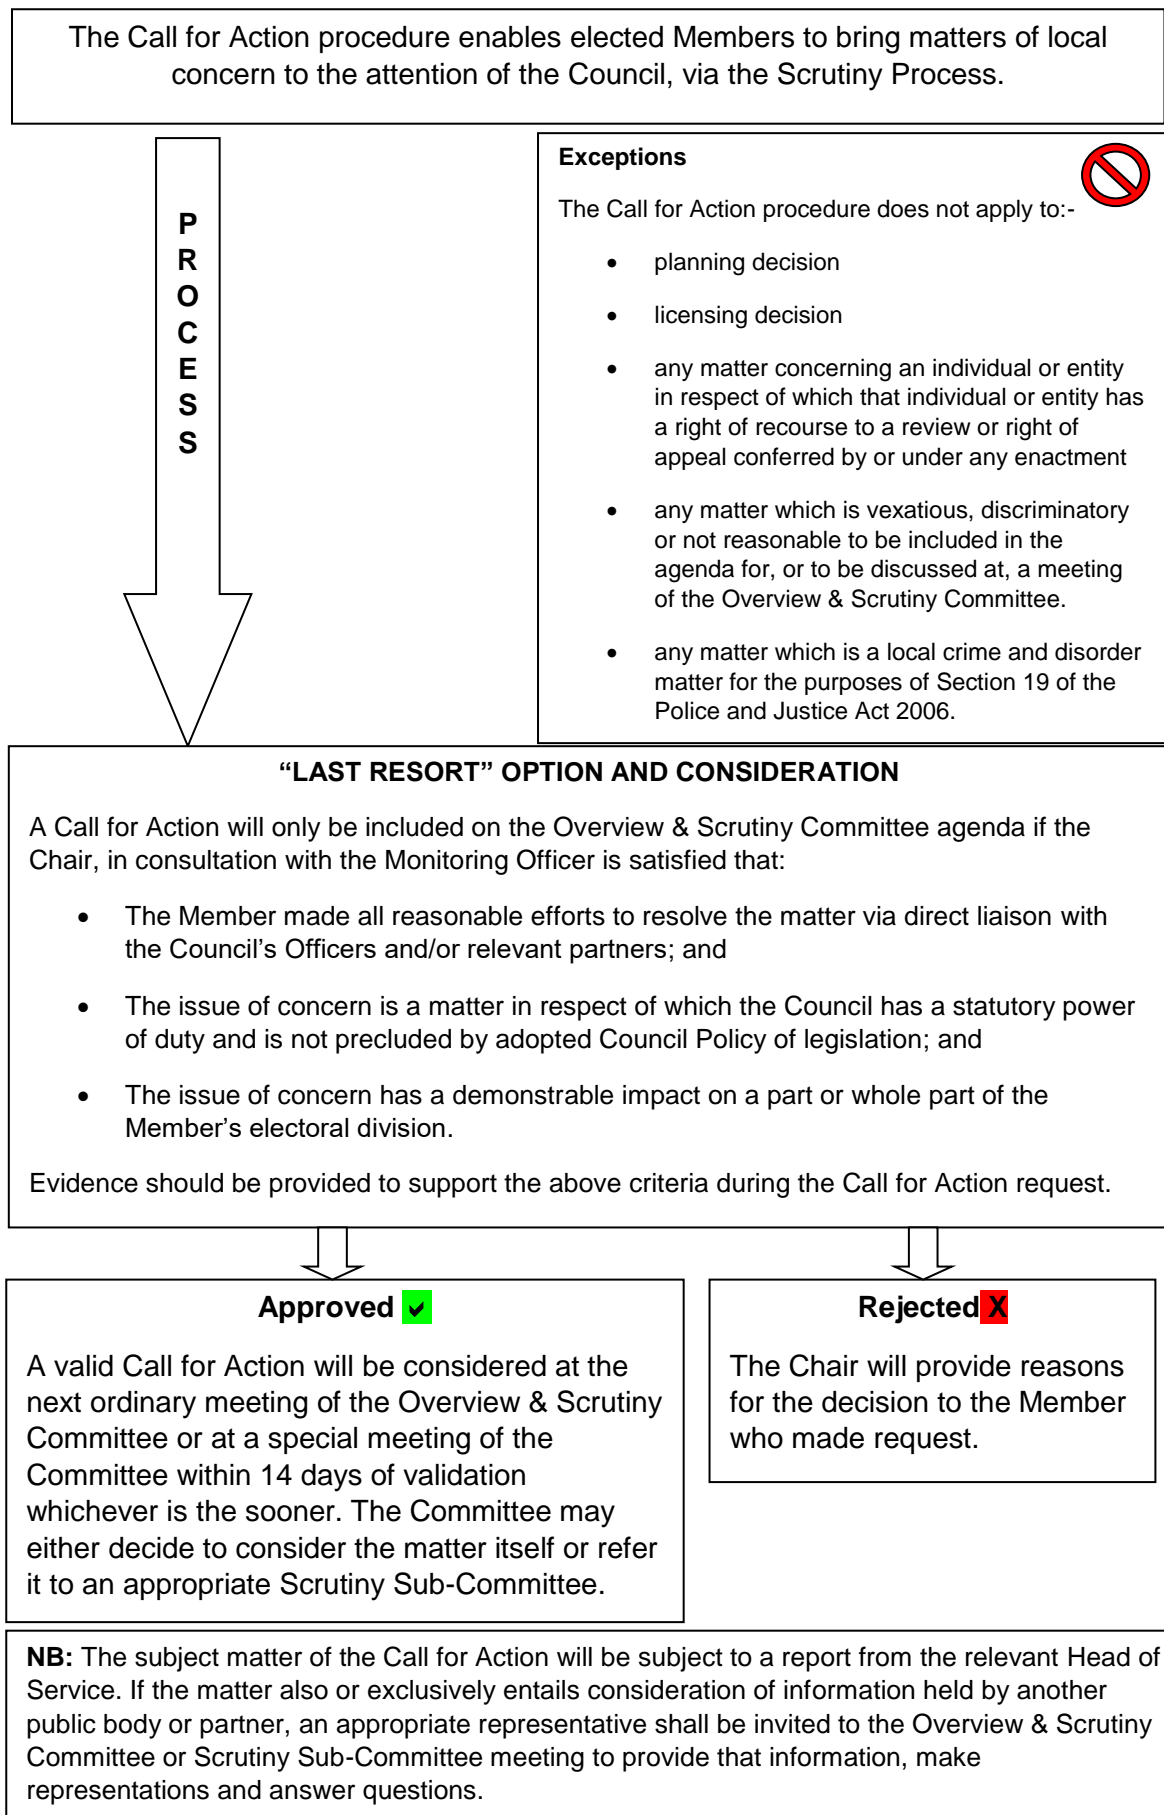 The Call for Action procedure enables elected Members to bring matters of local
concern to the attention of the Council, via the Scrutiny Process.
P
R
O
C
E
S
S
Exceptions
The Call for Action procedure does not apply to:-
• planning decision
• licensing decision
• any matter concerning an individual or entity
in respect of which that individual or entity has
a right of recourse to a review or right of
appeal conferred by or under any enactment
• any matter which is vexatious, discriminatory
or not reasonable to be included in the
agenda for, or to be discussed at, a meeting
of the Overview & Scrutiny Committee.
• any matter which is a local crime and disorder
matter for the purposes of Section 19 of the
Police and Justice Act 2006.
“LAST RESORT” OPTION AND CONSIDERATION
A Call for Action will only be included on the Overview & Scrutiny Committee agenda if the
Chair, in consultation with the Monitoring Officer is satisfied that:
• The Member made all reasonable efforts to resolve the matter via direct liaison with
the Council’s Officers and/or relevant partners; and
• The issue of concern is a matter in respect of which the Council has a statutory power
of duty and is not precluded by adopted Council Policy of legislation; and
• The issue of concern has a demonstrable impact on a part or whole part of the
Member’s electoral division.
Evidence should be provided to support the above criteria during the Call for Action request.
Approved ✔
A valid Call for Action will be considered at the
next ordinary meeting of the Overview & Scrutiny
Committee or at a special meeting of the
Committee within 14 days of validation
whichever is the sooner. The Committee may
either decide to consider the matter itself or refer
it to an appropriate Scrutiny Sub-Committee.
Rejected X
The Chair will provide reasons
for the decision to the Member
who made request.
NB: The subject matter of the Call for Action will be subject to a report from the relevant Head of
Service. If the matter also or exclusively entails consideration of information held by another
public body or partner, an appropriate representative shall be invited to the Overview & Scrutiny
Committee or Scrutiny Sub-Committee meeting to provide that information, make
representations and answer questions.